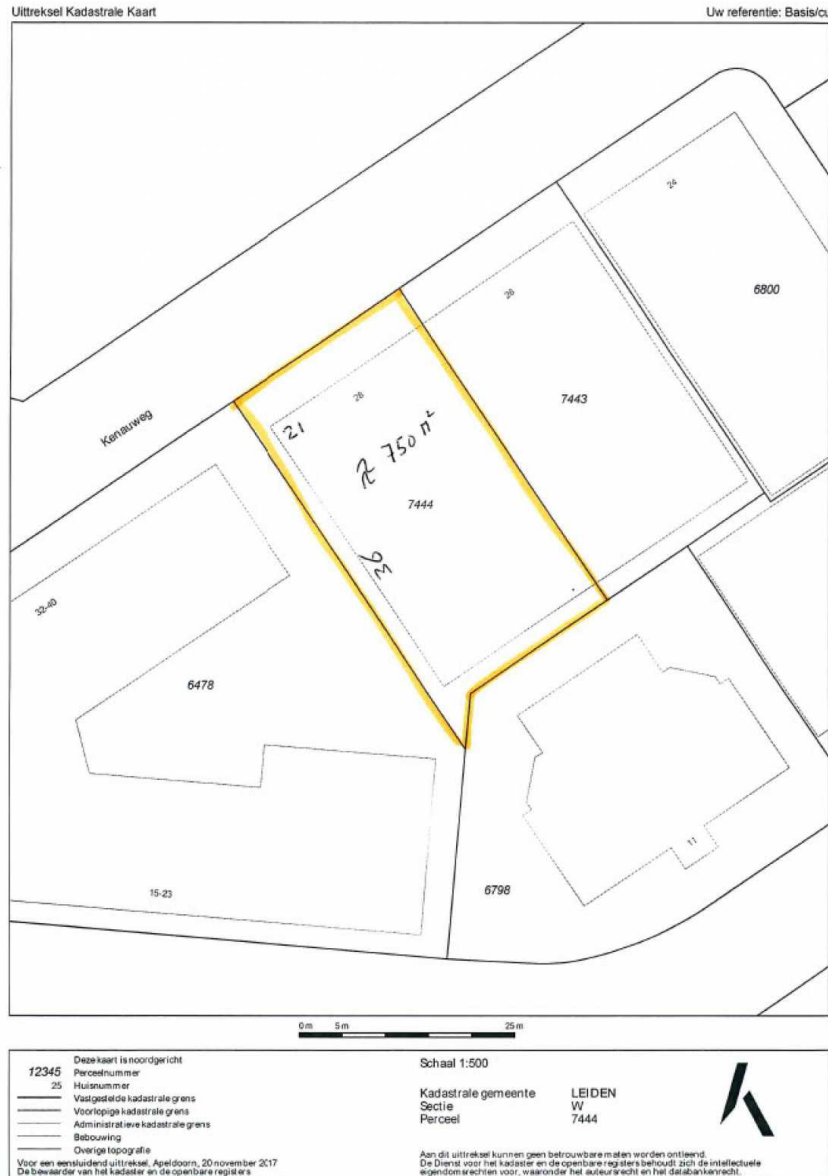 Uittreksel Kadastrale Kaart
Uw referentie: Basis/cu
24
6800
26
7443
Kenauweg
28
21
± 750 m²
7444
36
32-40
6478
11
15-23
6798
0 m 5 m 25 m
Deze kaart is noordgericht
12345 Perceelnummer
25 Huisnummer
Vastgestelde kadastrale grens
Voorlopige kadastrale grens
Administratieve kadastrale grens
Bebouwing
Overige topografie
Voor een eensluidend uittreksel, Apeldoorn, 20 november 2017
De bewaarder van het kadaster en de openbare registers
Schaal 1:500
Kadastrale gemeente LEIDEN
Sectie W
Perceel 7444
Aan dit uittreksel kunnen geen betrouwbare maten worden ontleend.
De Dienst voor het kadaster en de openbare registers behoudt zich de intellectuele
eigendomsrechten voor, waaronder het auteursrecht en het databankenrecht.